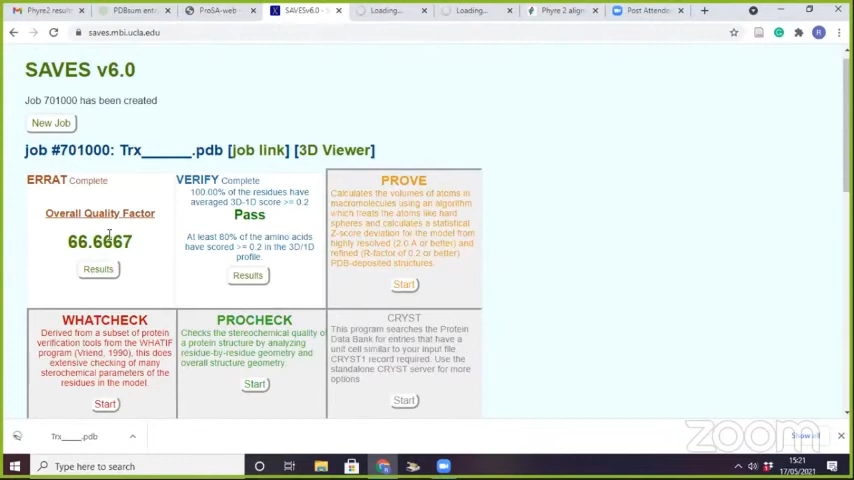 Phyre2 result
PDBsum entr
ProSA-web
SAVESv6.0 - S
Loading...
Loading...
Phyre 2 align
Post Attende
saves.mbi.ucla.edu
R
SAVES v6.0
Job 701000 has been created
New Job
job #701000: Trx______.pdb [job link] [3D Viewer]
ERRAT Complete
Overall Quality Factor
66.6667
Results
VERIFY Complete
100.00% of the residues have
averaged 3D-1D score >= 0.2
Pass
At least 80% of the amino acids
have scored >= 0.2 in the 3D/1D
profile.
Results
PROVE
Calculates the volumes of atoms in
macromolecules using an algorithm
which treats the atoms like hard
spheres and calculates a statistical
Z-score deviation for the model from
highly resolved (2.0 A or better) and
refined (R-factor of 0.2 or better)
PDB-deposited structures.
Start
WHATCHECK
Derived from a subset of protein
verification tools from the WHATIF
program (Vriend, 1990), this does
extensive checking of many
sterochemical parameters of the
residues in the model.
Start
PROCHECK
Checks the stereochemical quality of
a protein structure by analyzing
residue-by-residue geometry and
overall structure geometry.
Start
CRYST
This program searches the Protein
Data Bank for entries that have a
unit cell similar to your input file
CRYST1 record required. Use the
standalone CRYST server for more
options
Start
Trx_____.pdb
Show all
zoom
Type here to search
15:21
17/05/2021